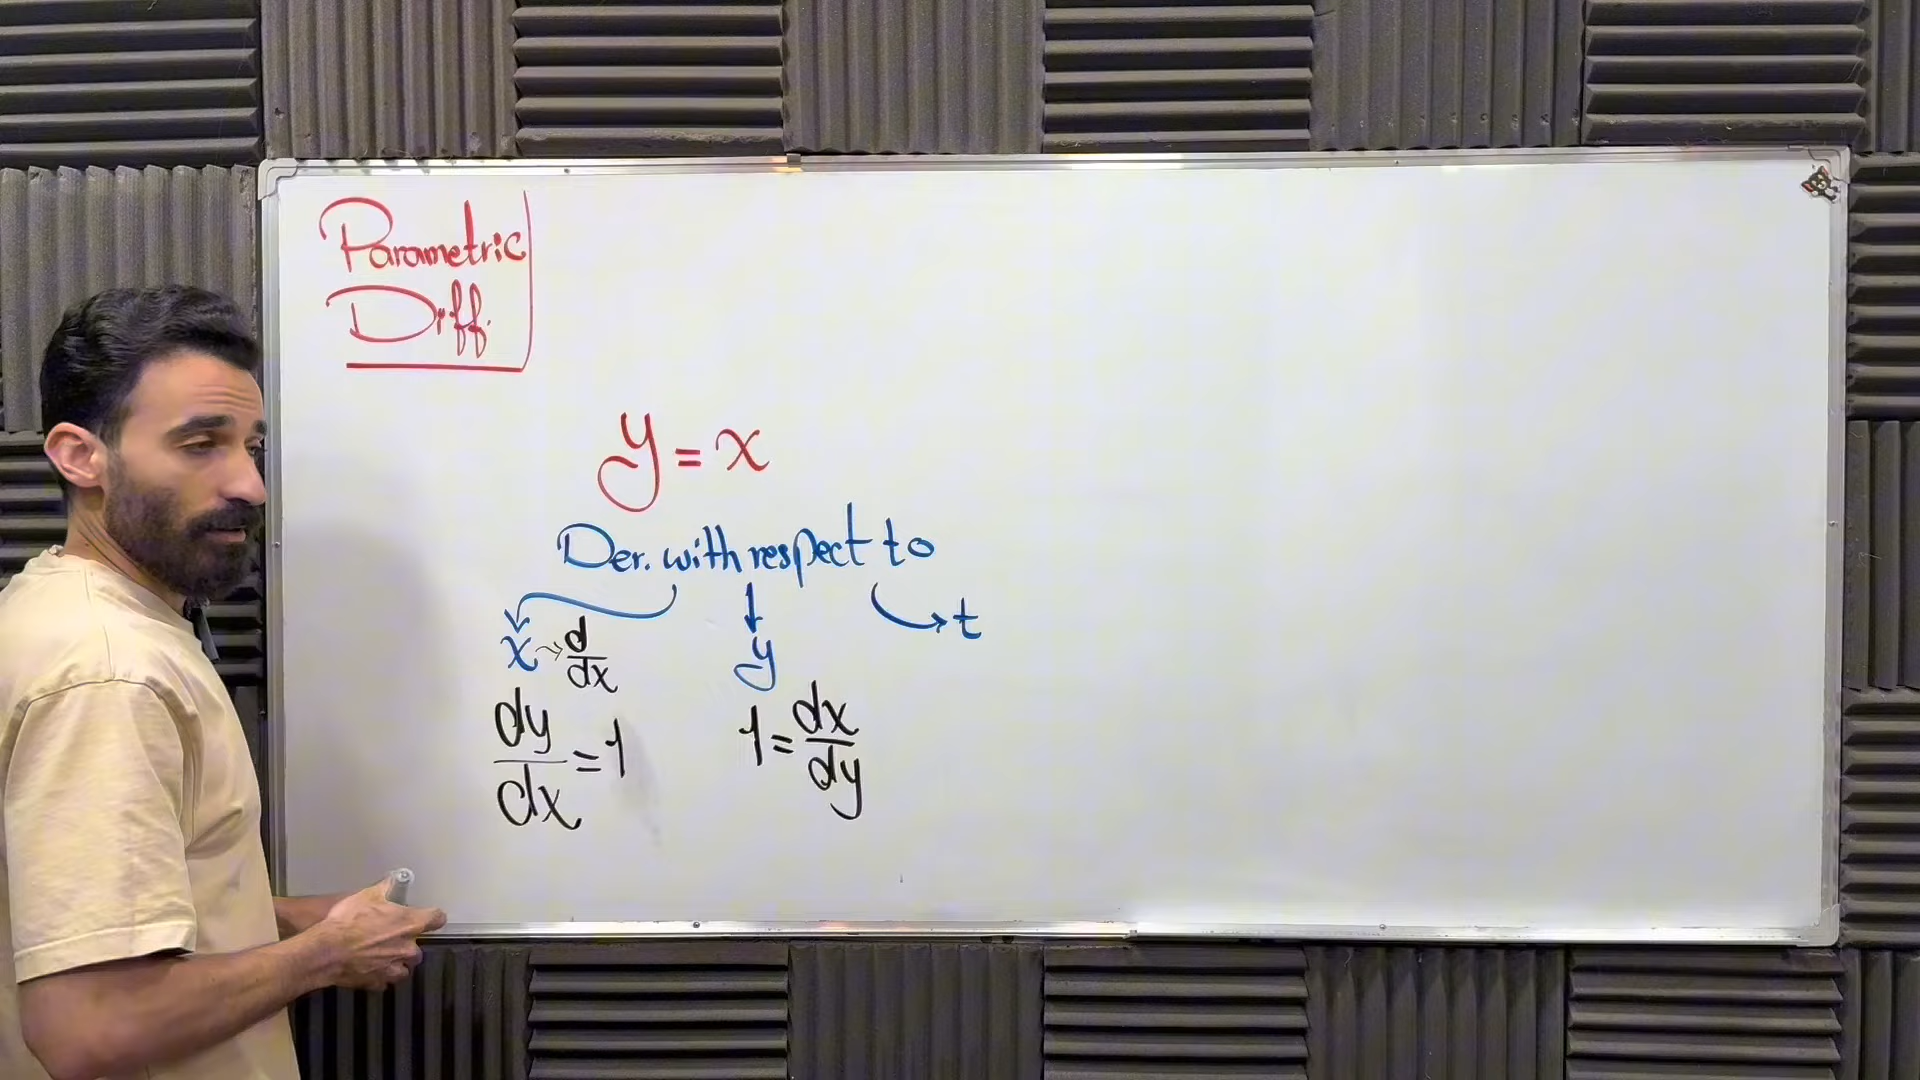 Parametric
Diff.
y = x
Der. with respect to
x → d/dx
y
t
dy/dx = 1
1 = dx/dy